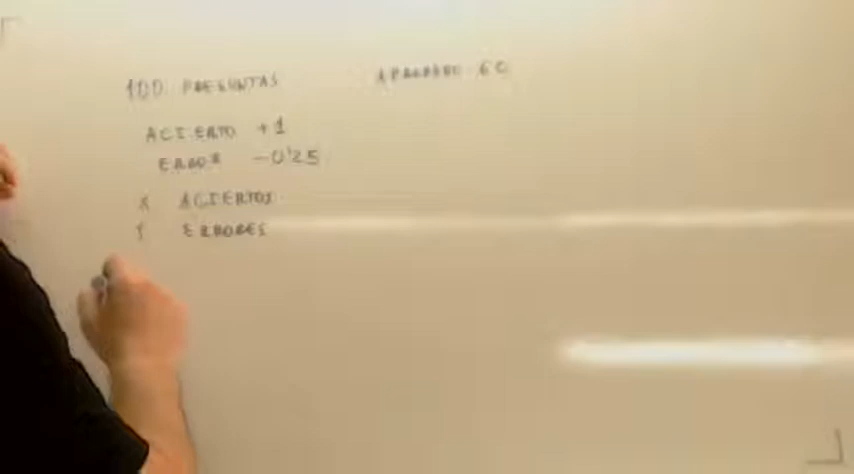 100 PREGUNTAS APROBADO 60
ACIERTO +1
ERROR -0'25
X ACIERTOS
Y ERRORES